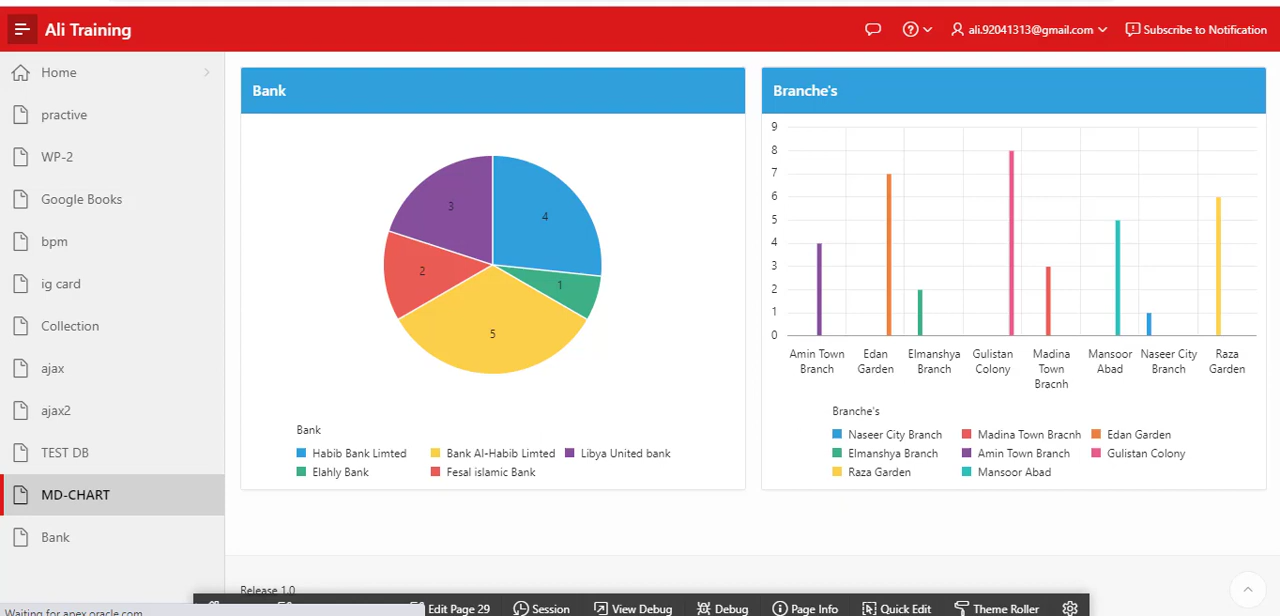 Ali Training
ali.92041313@gmail.com
Subscribe to Notification
Home
practive
WP-2
Google Books
bpm
ig card
Collection
ajax
ajax2
TEST DB
MD-CHART
Bank
Bank
3
4
2
1
5
Bank
Habib Bank Limted
Bank Al-Habib Limted
Libya United bank
Elahly Bank
Fesal islamic Bank
Branche's
9
8
7
6
5
4
3
2
1
0
Amin Town Branch
Edan Garden
Elmanshya Branch
Gulistan Colony
Madina Town Bracnh
Mansoor Abad
Naseer City Branch
Raza Garden
Branche's
Naseer City Branch
Madina Town Bracnh
Edan Garden
Elmanshya Branch
Amin Town Branch
Gulistan Colony
Raza Garden
Mansoor Abad
Release 1.0
Waiting for apex.oracle.com
Edit Page 29
Session
View Debug
Debug
Page Info
Quick Edit
Theme Roller